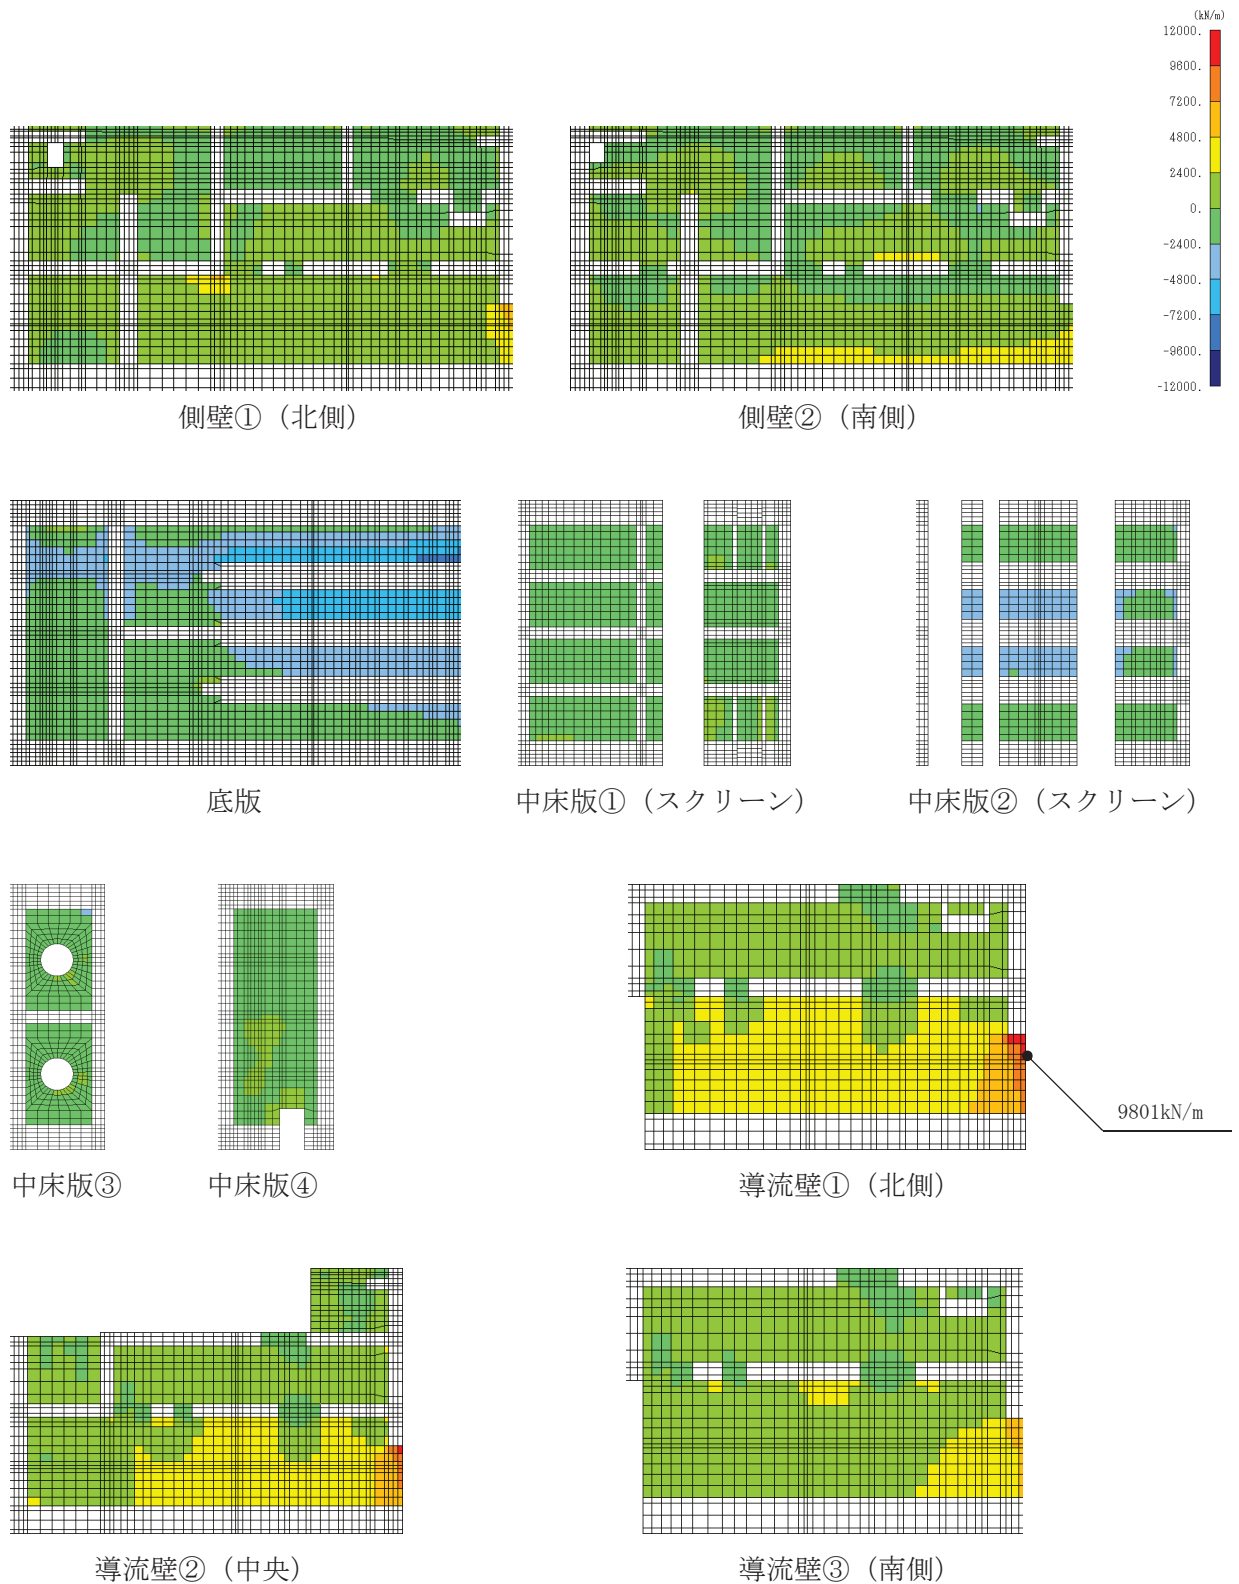 (kN/m)
12000.
9600.
7200.
4800.
2400.
0.
-2400.
-4800.
-7200.
-9600.
-12000.
側壁①（北側）
側壁②（南側）
底版
中床版①（スクリーン）
中床版②（スクリーン）
9801kN/m
中床版③
中床版④
導流壁①（北側）
導流壁②（中央）
導流壁③（南側）